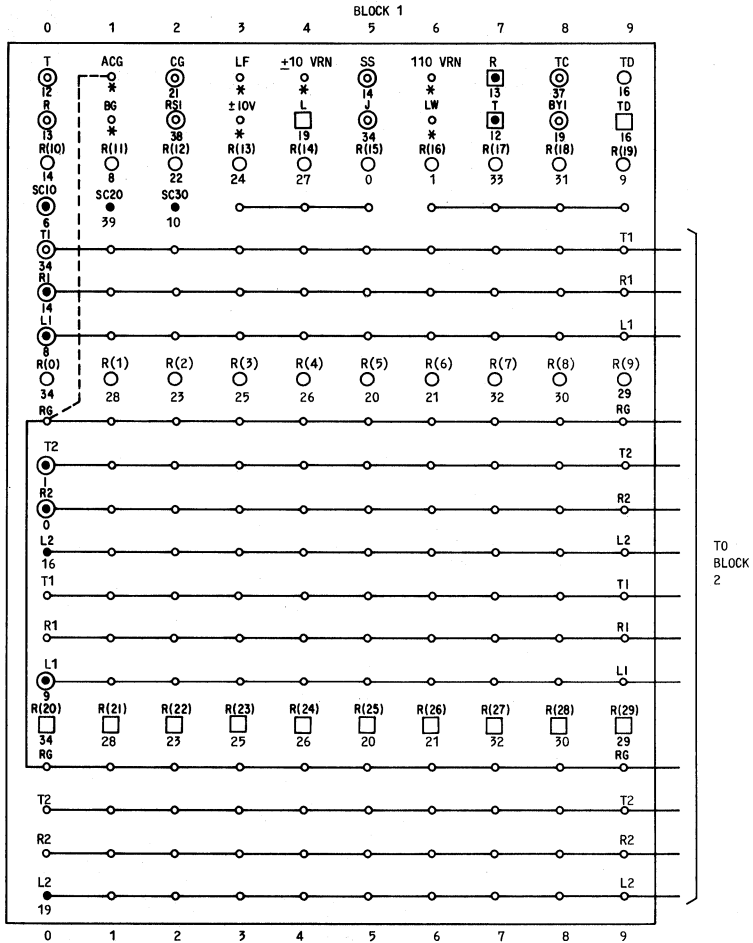 BLOCK 1
0 1 2 3 4 5 6 7 8 9
T ACG CG LF ±10 VRN SS 110 VRN R TC TD
12 * 21 * * 14 * 13 37 16
R BG RS1 ±10V L J LW T BY1 TD
13 * 38 * 19 34 * 12 19 16
R(10) R(11) R(12) R(13) R(14) R(15) R(16) R(17) R(18) R(19)
14 8 22 24 27 0 1 33 31 9
SC10 SC20 SC30
6 39 10
T1 T1
34
R1 R1
14
L1 L1
8
R(0) R(1) R(2) R(3) R(4) R(5) R(6) R(7) R(8) R(9)
34 28 23 25 26 20 21 32 30 29
RG RG
T2 T2
1
R2 R2
0
L2 L2
16
TO
BLOCK
2
T1 T1
R1 R1
L1 L1
9
R(20) R(21) R(22) R(23) R(24) R(25) R(26) R(27) R(28) R(29)
34 28 23 25 26 20 21 32 30 29
RG RG
T2 T2
R2 R2
L2 L2
19
0 1 2 3 4 5 6 7 8 9